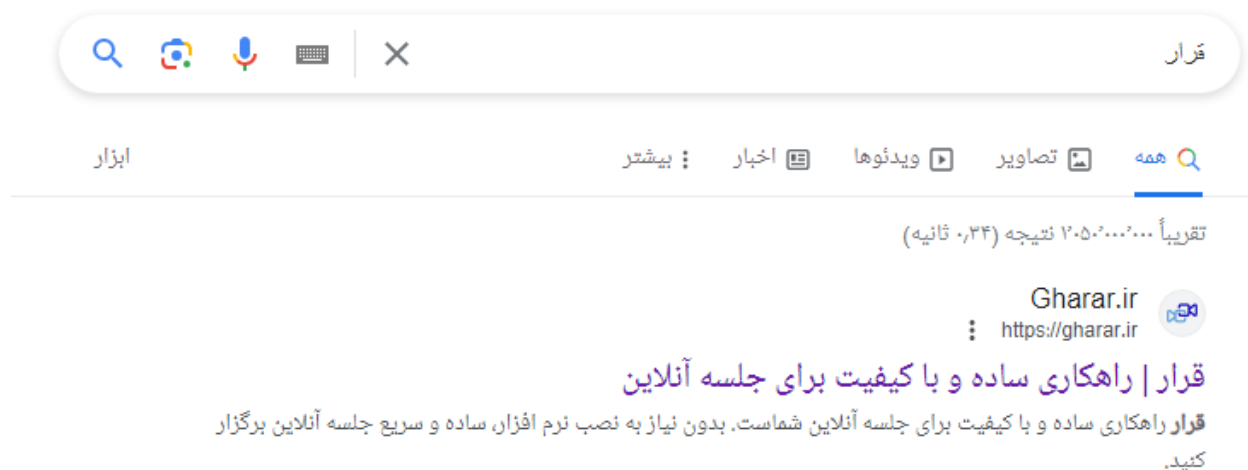 قرار
همه تصاویر ویدئوها اخبار بیشتر ابزار
تقریباً ۲٬۰۵۰٬۰۰۰٬۰۰۰ نتیجه (۰٫۳۴ ثانیه)
Gharar.ir
https://gharar.ir
قرار | راهکاری ساده و با کیفیت برای جلسه آنلاین
قرار راهکاری ساده و با کیفیت برای جلسه آنلاین شماست. بدون نیاز به نصب نرم افزار، ساده و سریع جلسه آنلاین برگزار
کنید.